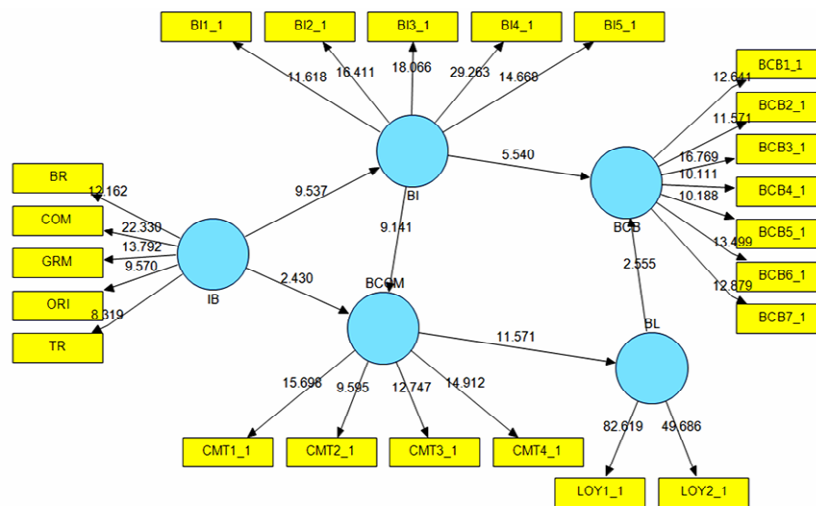 BI1_1
BI2_1
BI3_1
BI4_1
BI5_1
11.618
16.411
18.066
29.263
14.668
BCB1_1
BCB2_1
BCB3_1
BCB4_1
BCB5_1
BCB6_1
BCB7_1
12.641
11.571
16.769
10.111
10.188
13.499
12.879
BI
5.540
BCB
BR
COM
GRM
ORI
TR
12.162
22.330
13.792
9.570
8.319
9.537
9.141
IB
2.430
BCOM
2.555
BL
11.571
15.698
9.595
12.747
14.912
CMT1_1
CMT2_1
CMT3_1
CMT4_1
82.619
49.686
LOY1_1
LOY2_1